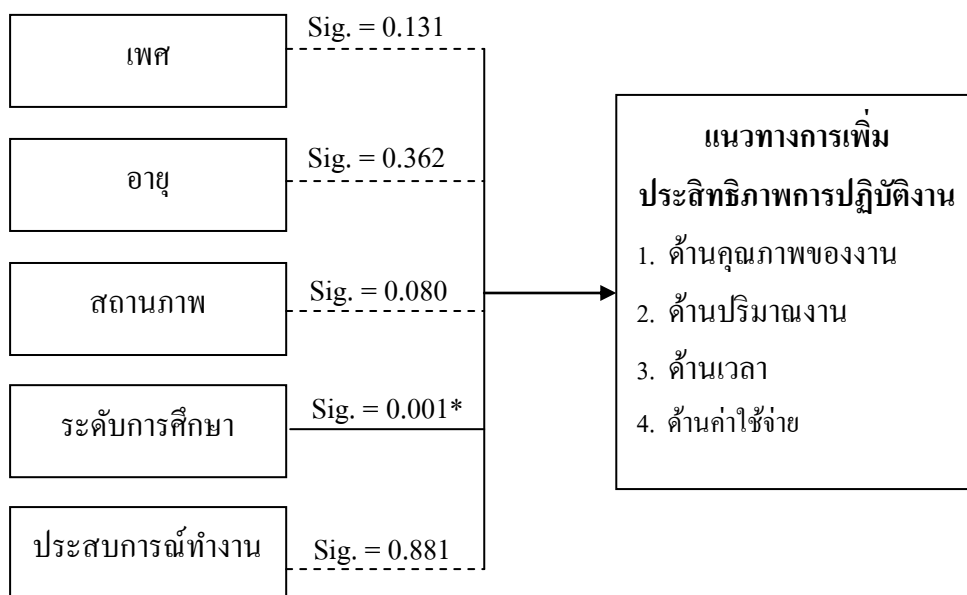 เพศ
Sig. = 0.131
อายุ
Sig. = 0.362
สถานภาพ
Sig. = 0.080
ระดับการศึกษา
Sig. = 0.001*
ประสบการณ์ทำงาน
Sig. = 0.881
แนวทางการเพิ่ม
ประสิทธิภาพการปฏิบัติงาน
1. ด้านคุณภาพของงาน
2. ด้านปริมาณงาน
3. ด้านเวลา
4. ด้านค่าใช้จ่าย